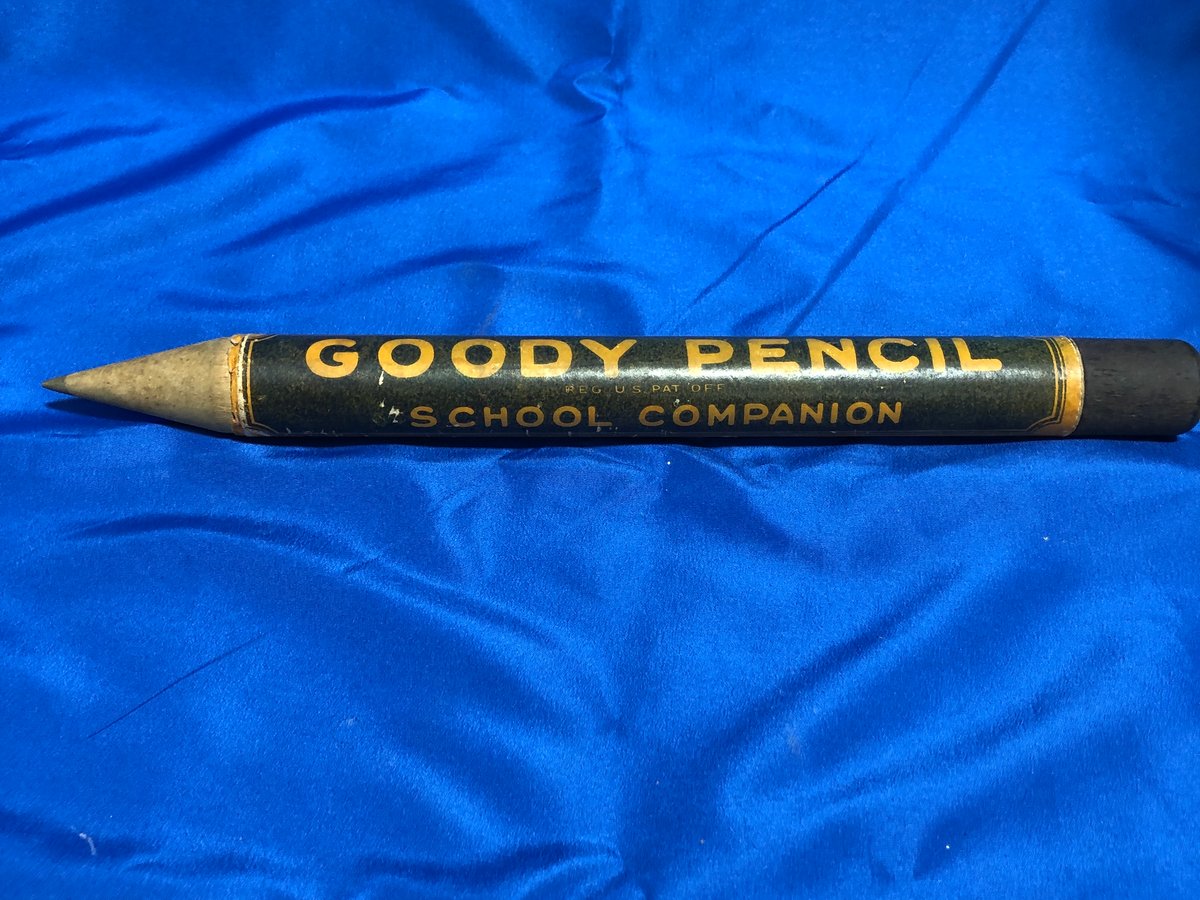 GOODY PENCIL
REG. U.S. PAT. OFF
SCHOOL COMPANION